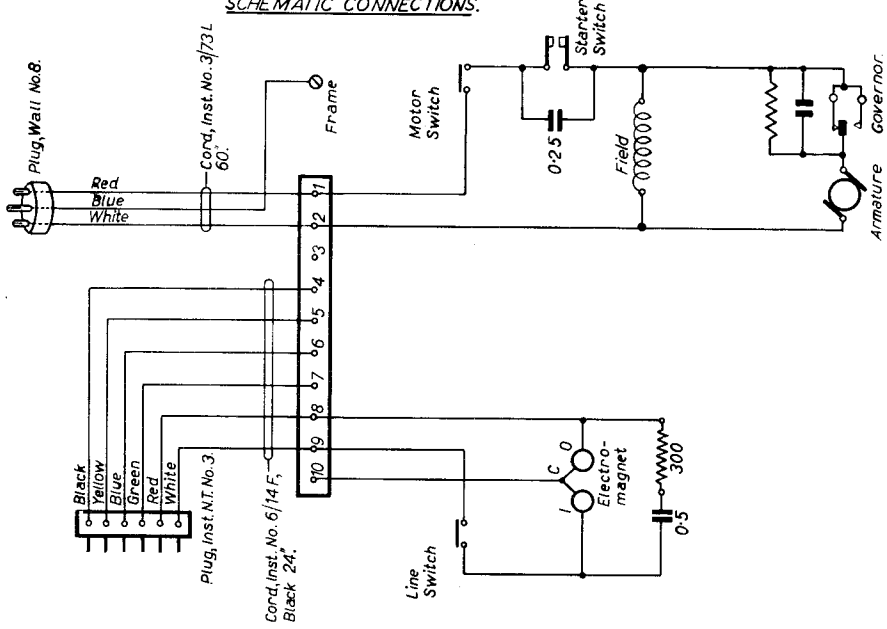 SCHEMATIC CONNECTIONS.
Plug, Wall No.8.
Red
Blue
White
Cord, Inst. No. 3/73 L
60".
Frame
Motor
Switch
Starter
Switch
0·25
Field
Armature
Governor.
1
2
3
4
5
6
7
8
9
10
Black
Yellow
Blue
Green
Red
White
Plug, Inst. N.T. No. 3.
Cord, Inst. No. 6/14 F,
Black 24".
Line
Switch
C
I
O
Electro-
magnet
0·5
300